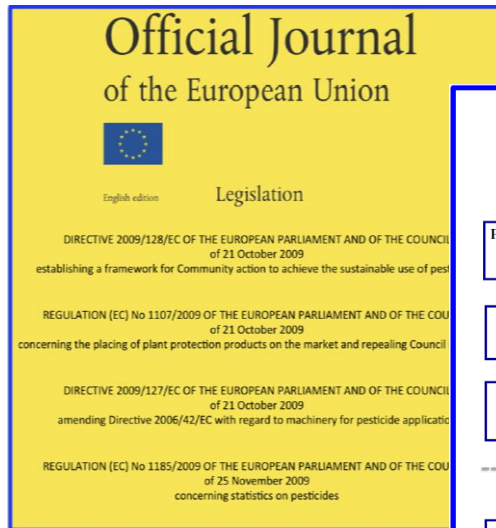 Official Journal
of the European Union
English edition
Legislation
DIRECTIVE 2009/128/EC OF THE EUROPEAN PARLIAMENT AND OF THE COUNCIL
of 21 October 2009
establishing a framework for Community action to achieve the sustainable use of
REGULATION (EC) No 1107/2009 OF THE EUROPEAN PARLIAMENT AND OF THE
of 21 October 2009
concerning the placing of plant protection products on the market and repealing Council
DIRECTIVE 2009/127/EC OF THE EUROPEAN PARLIAMENT AND OF THE COUNCIL
of 21 October 2009
amending Directive 2006/42/EC with regard to machinery for pesticide
REGULATION (EC) No 1185/2009 OF THE EUROPEAN PARLIAMENT AND OF THE
of 25 November 2009
concerning statistics on pesticides